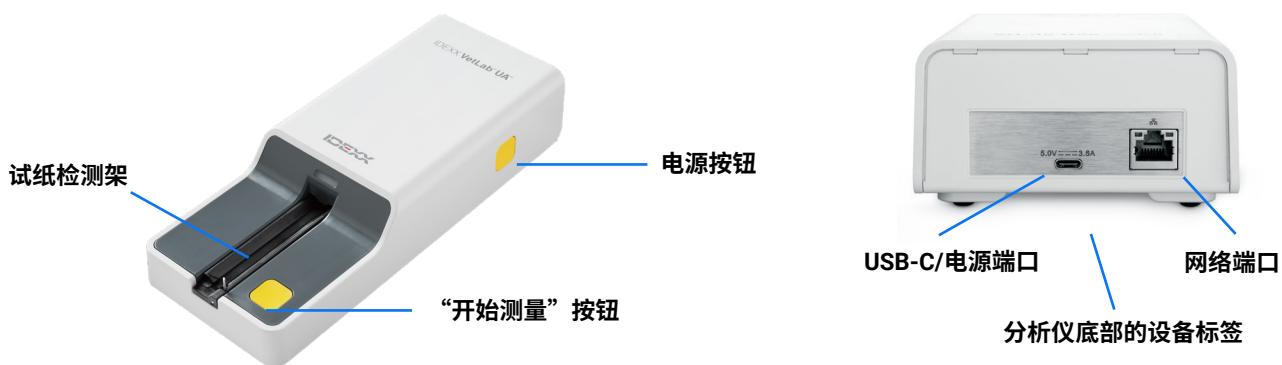 IDEXX VetLab UA™
IDEXX
试纸检测架
电源按钮
“开始测量”按钮
5.0V⎓3.5A
USB-C/电源端口
网络端口
分析仪底部的设备标签